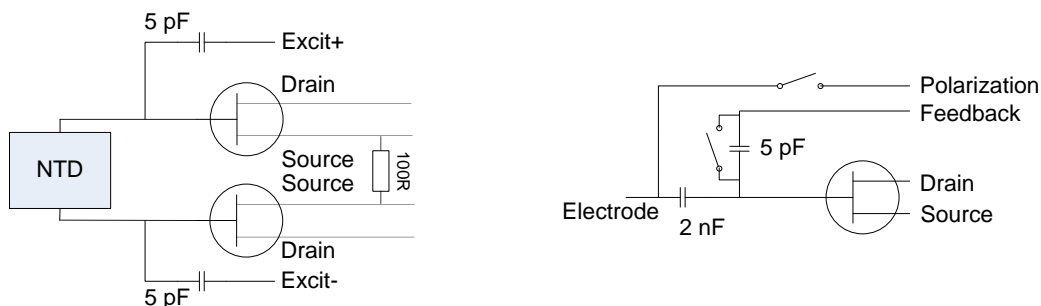 5 pF
Excit+
Drain
NTD
Source
Source
100R
Drain
5 pF
Excit-
Polarization
Feedback
5 pF
Drain
Electrode
Source
2 nF